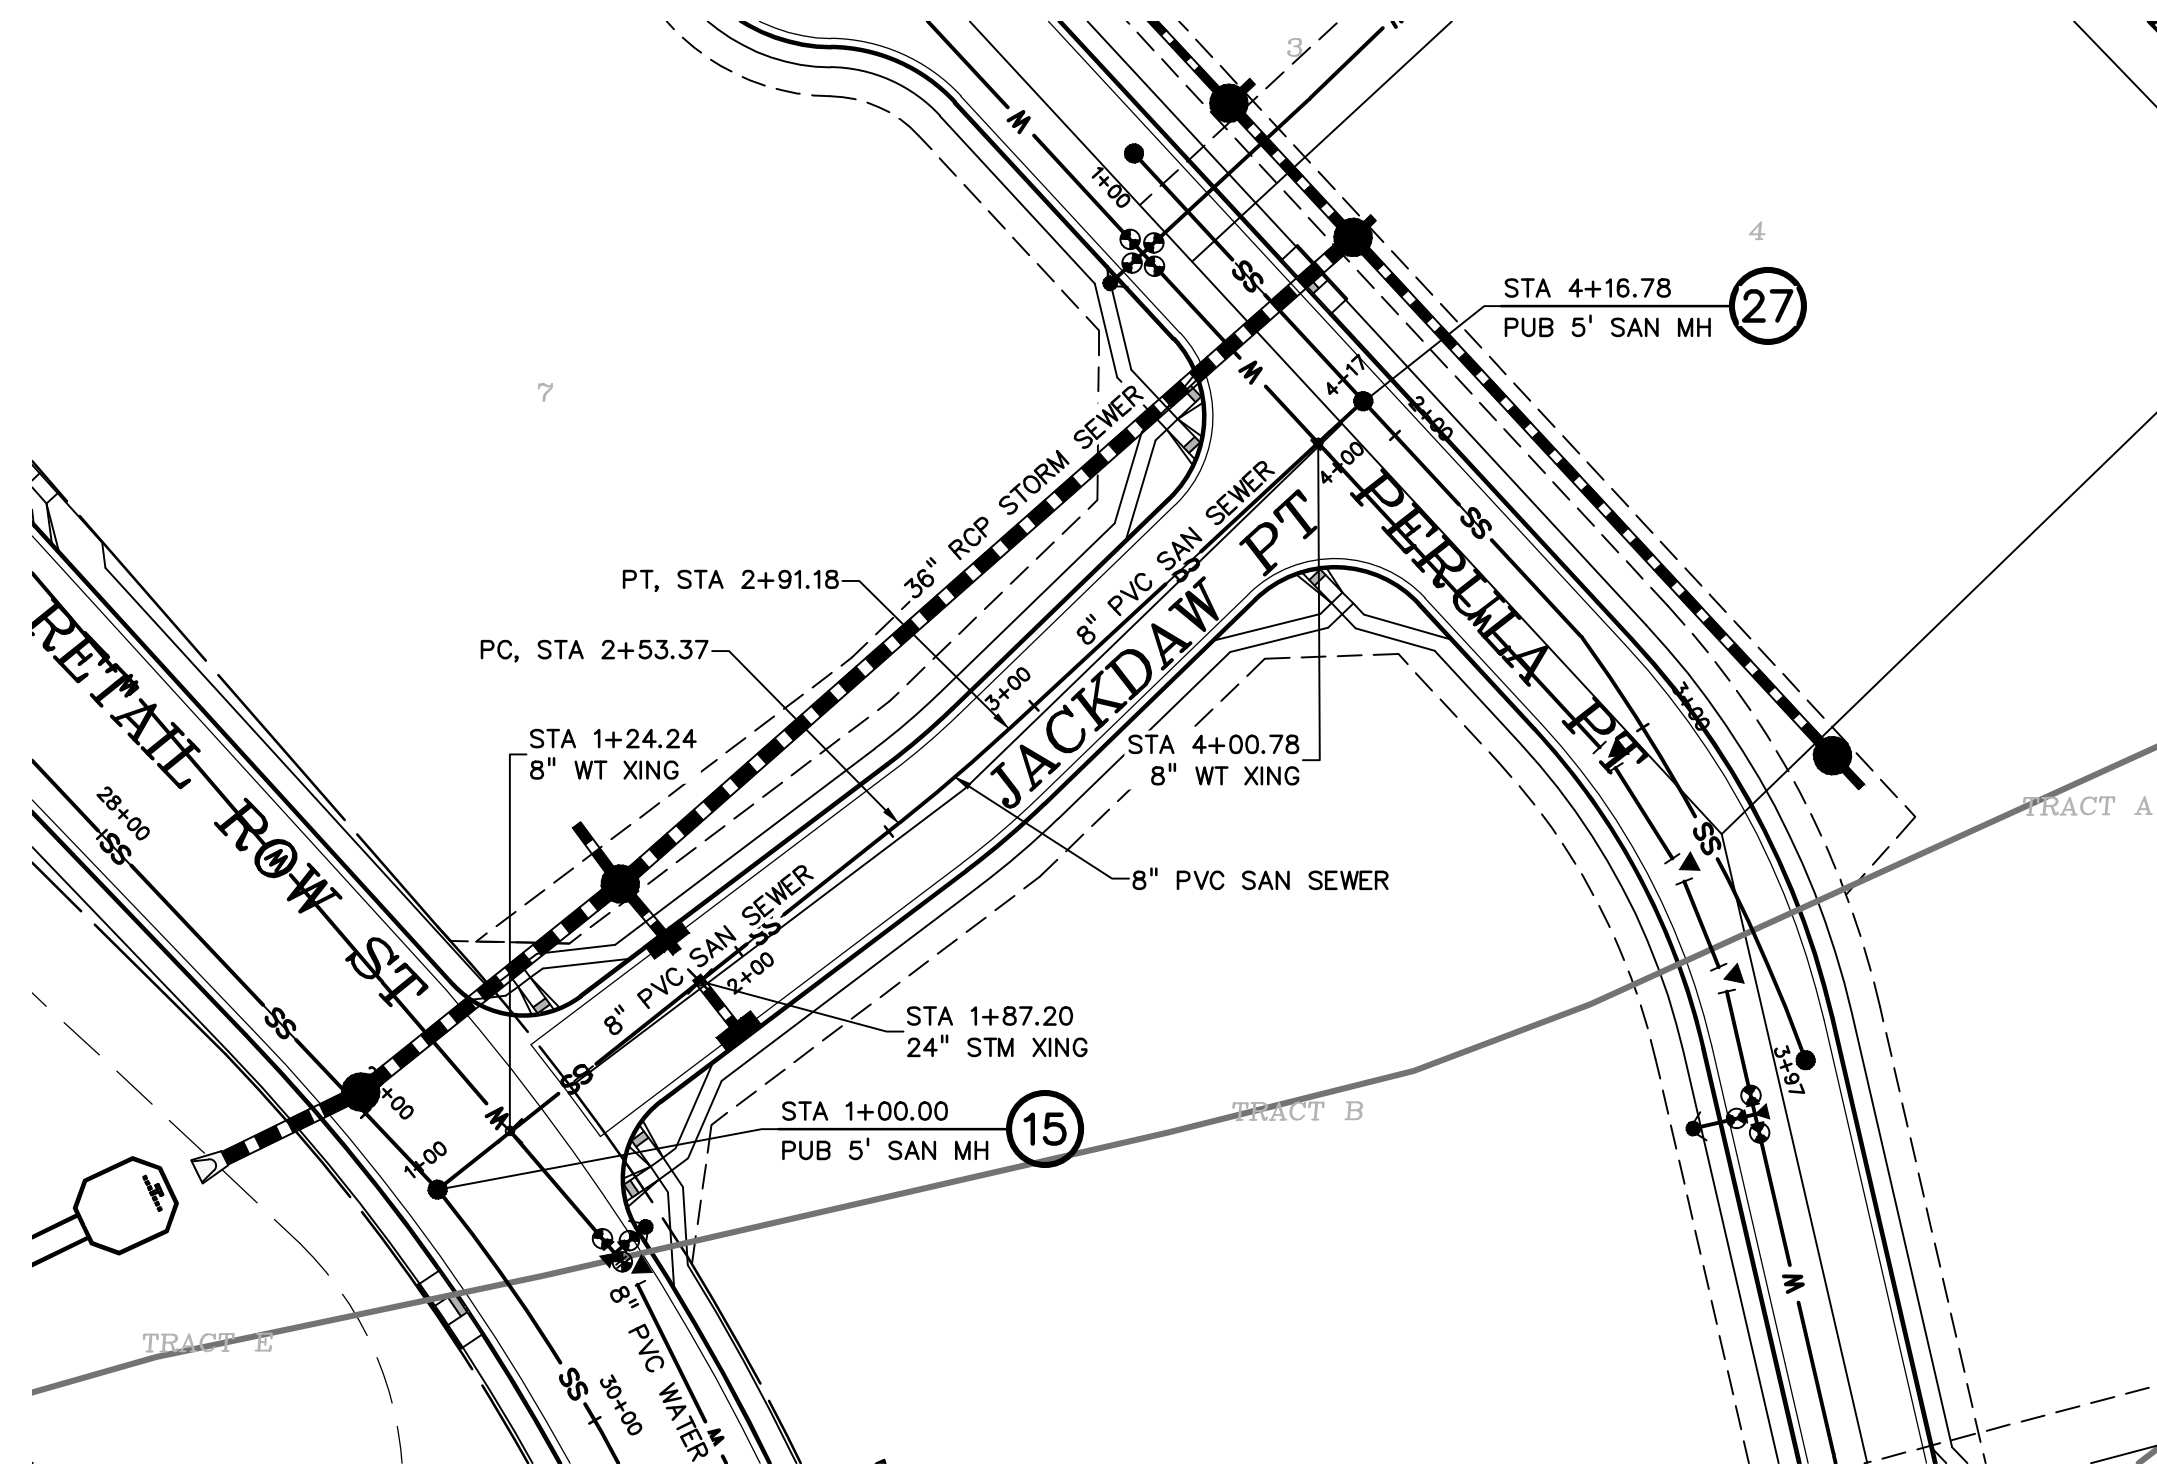 3
4
W
1+00
SS
STA 4+16.78
PUB 5' SAN MH
27
7
W
4+17
2+00
36" RCP STORM SEWER
4+00
8" PVC SAN SEWER
SS
PERULA PT
W
SS
JACKDAW PT
PT, STA 2+91.18
PC, STA 2+53.37
3+00
3+00
RETAIL ROW ST
W
STA 1+24.24
8" WT XING
STA 4+00.78
8" WT XING
28+00
SS
W
TRACT A
SS
8" PVC SAN SEWER
8" PVC SAN SEWER
SS
2+00
STA 1+87.20
24" STM XING
SS
SS
3+97
W
STA 1+00.00
PUB 5' SAN MH
15
TRACT B
1+00
T
W
TRACT E
8" PVC WATER
SS
30+00
W